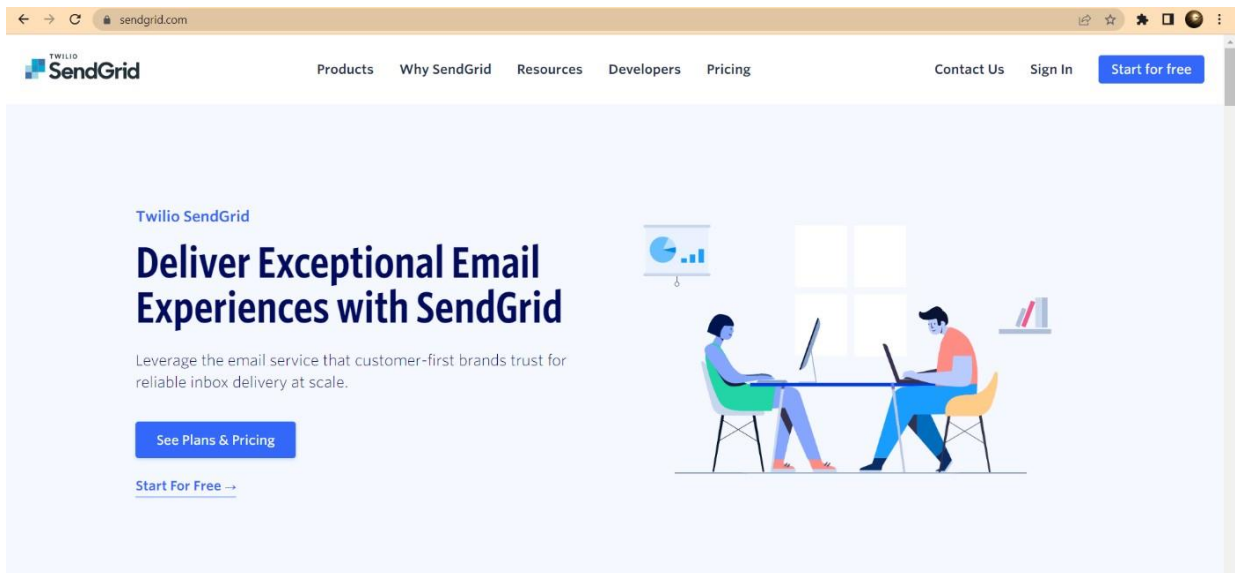 sendgrid.com
TWILIO
SendGrid
Products Why SendGrid Resources Developers Pricing Contact Us Sign In Start for free
Twilio SendGrid
Deliver Exceptional Email
Experiences with SendGrid
Leverage the email service that customer-first brands trust for
reliable inbox delivery at scale.
See Plans & Pricing
Start For Free →